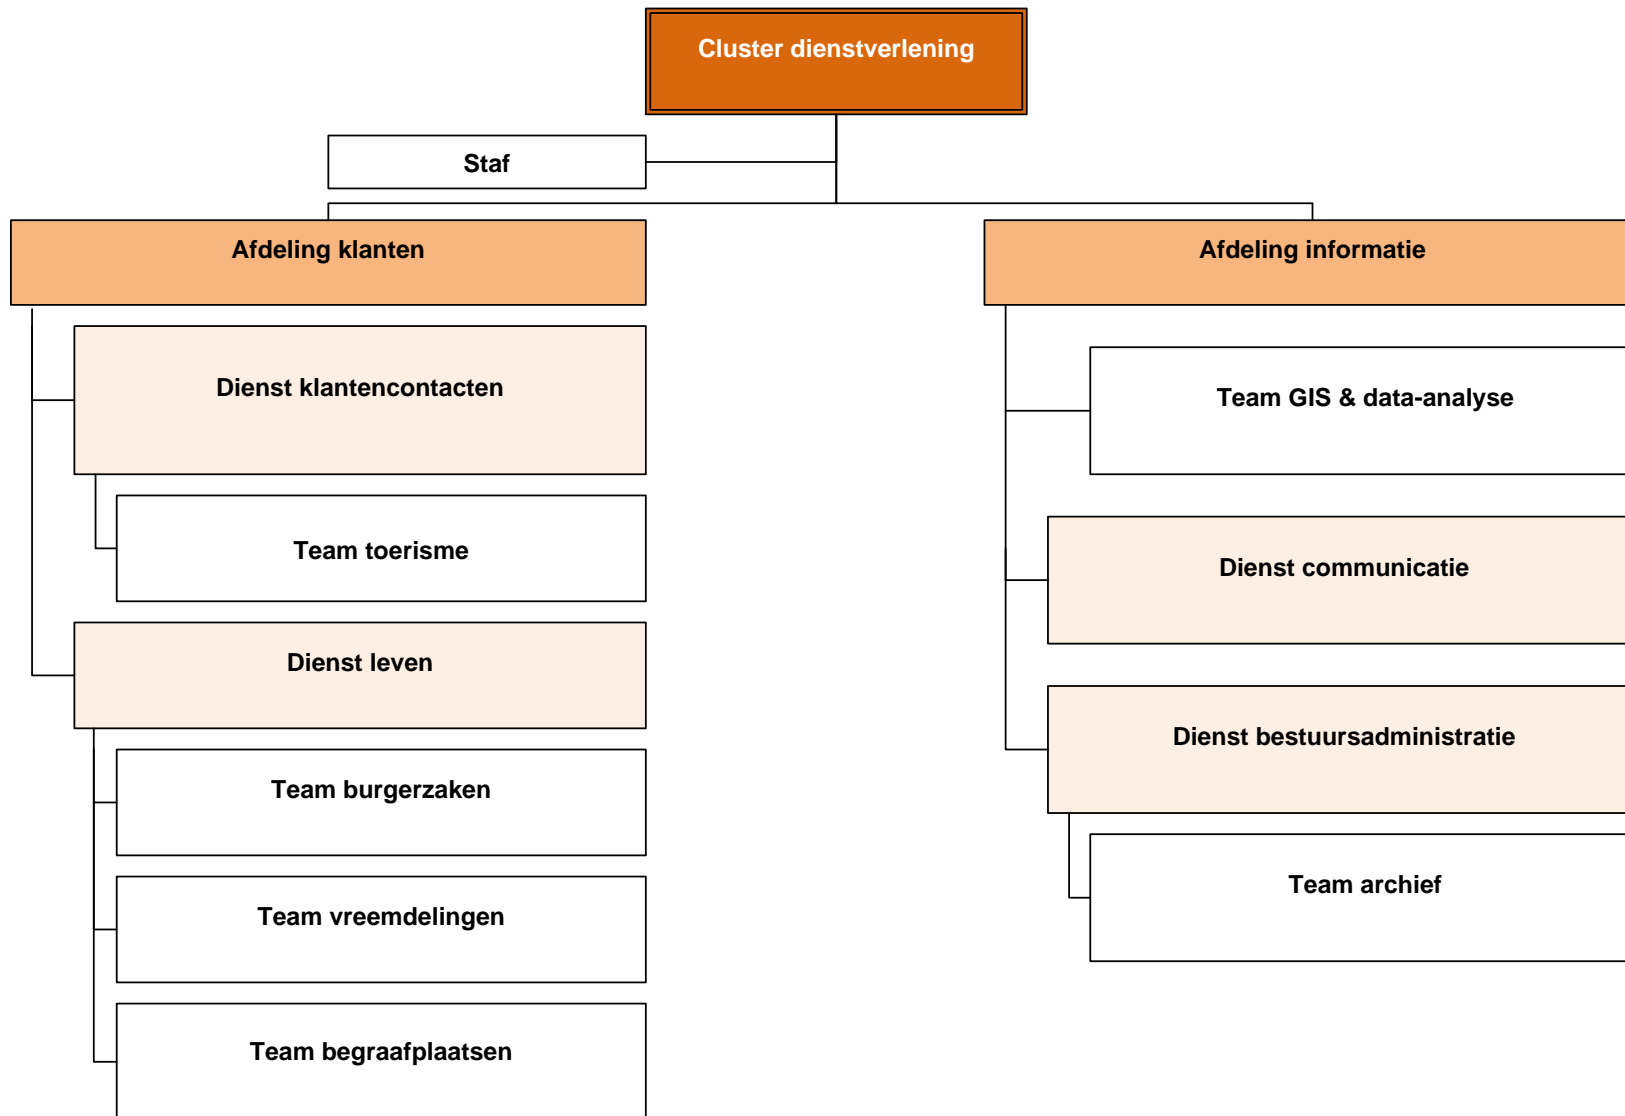 Cluster dienstverlening
Staf
Afdeling klanten
Dienst klantencontacten
Team toerisme
Dienst leven
Team burgerzaken
Team vreemdelingen
Team begraafplaatsen
Afdeling informatie
Team GIS & data-analyse
Dienst communicatie
Dienst bestuursadministratie
Team archief